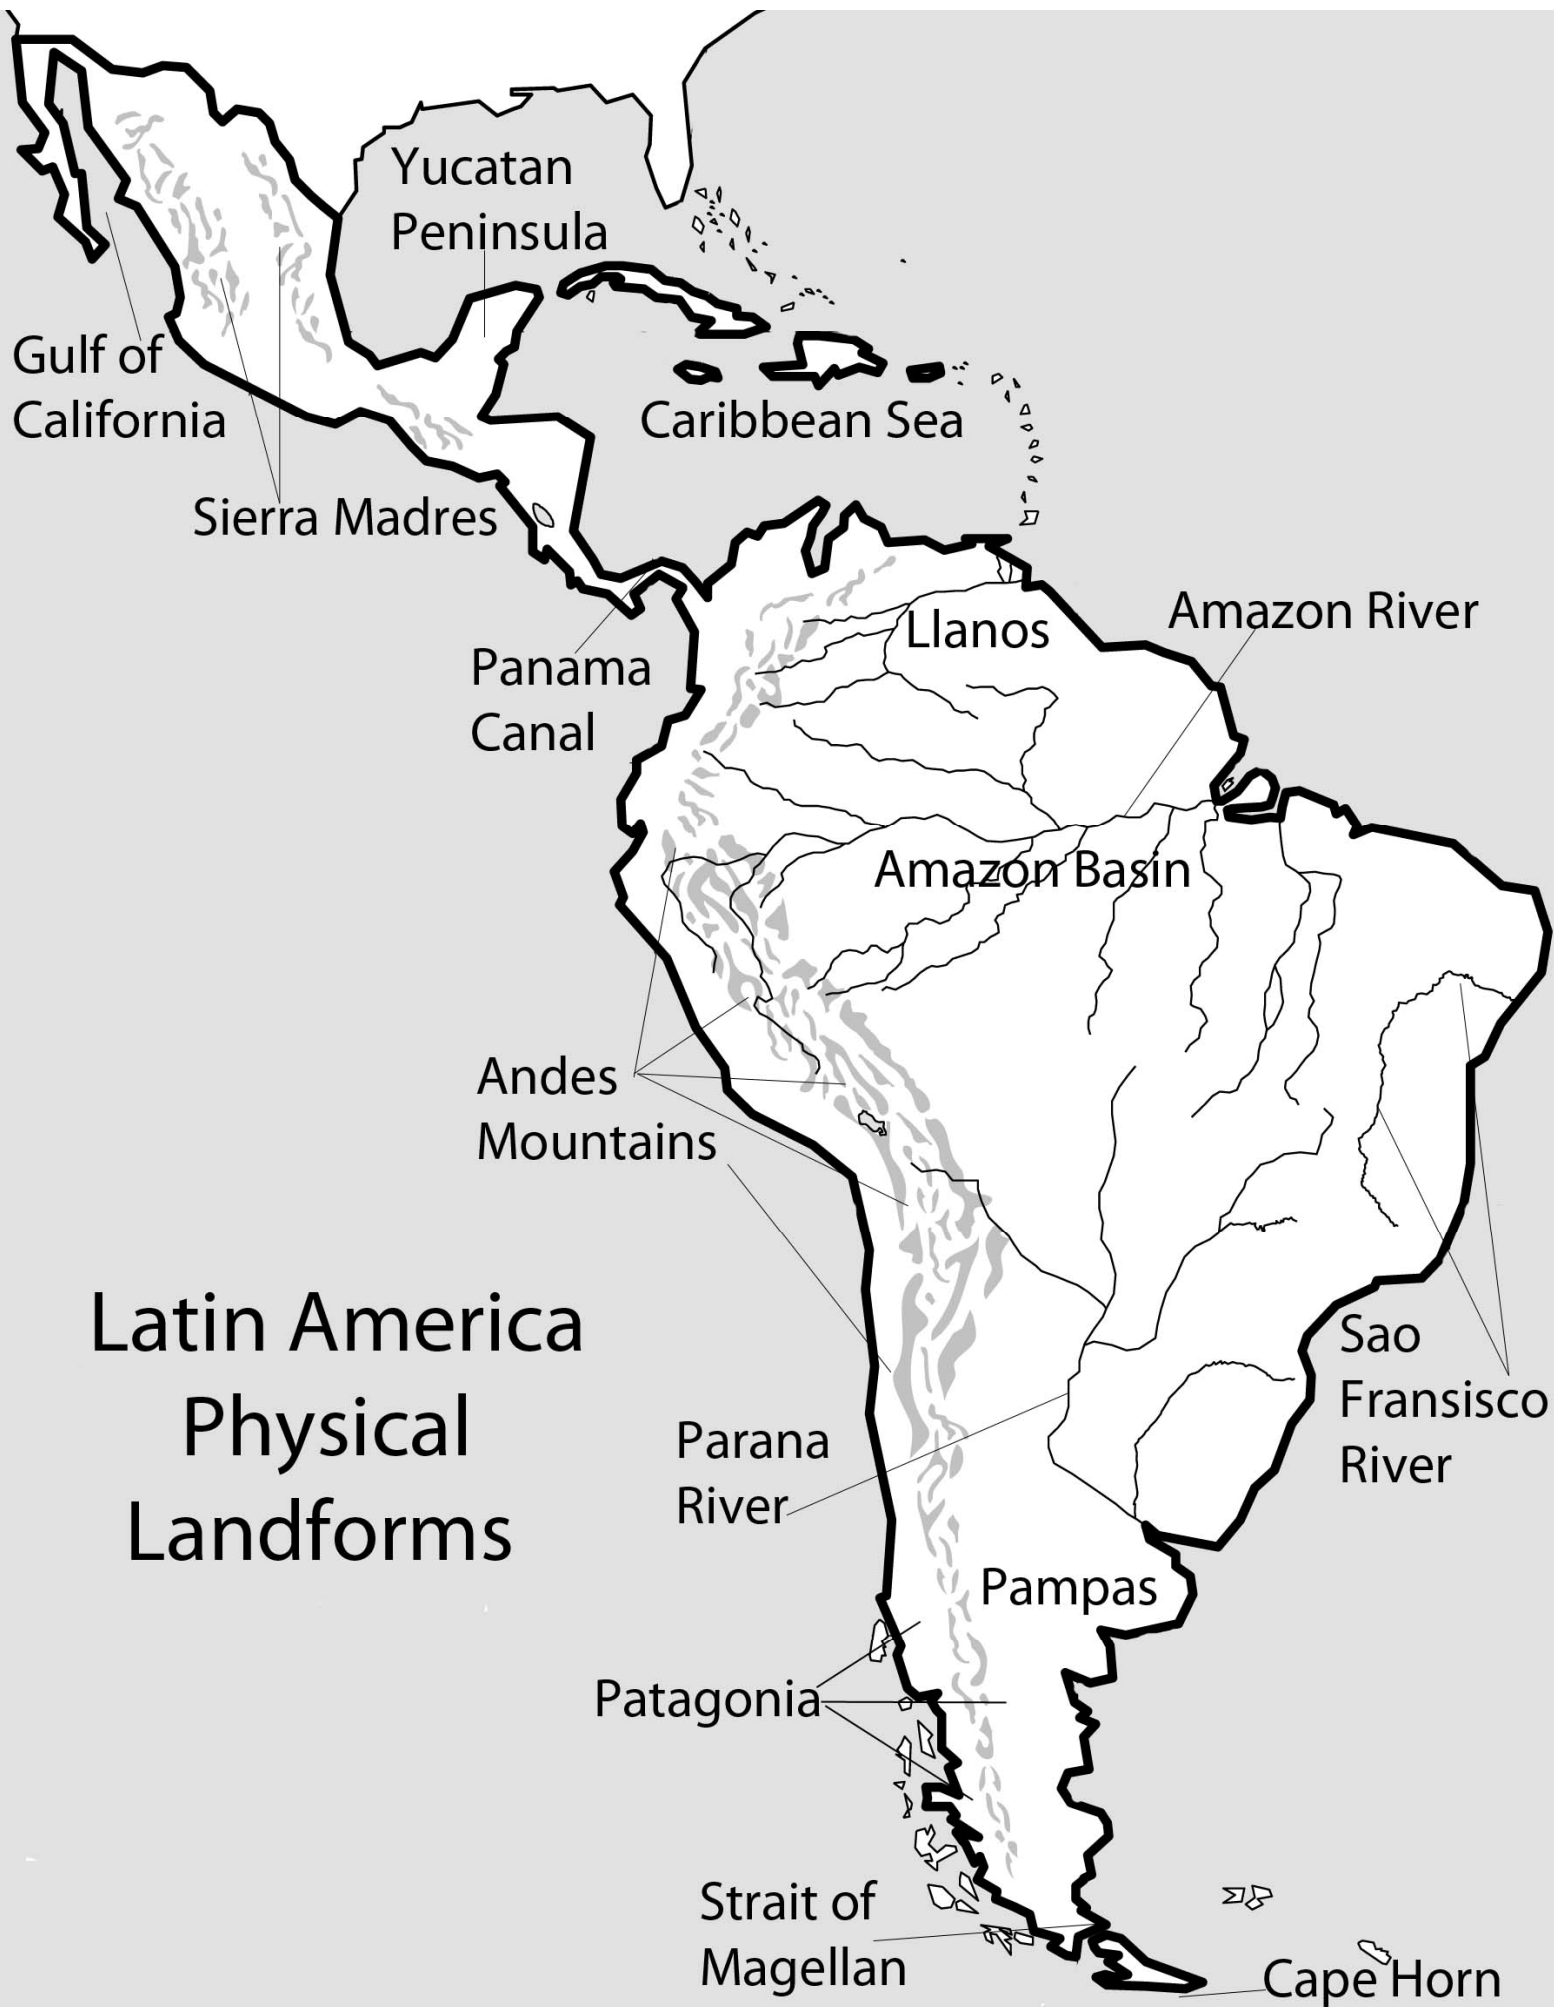 Yucatan
Peninsula
Gulf of
California
Caribbean Sea
Sierra Madres
Amazon River
Llanos
Panama
Canal
Amazon Basin
Andes
Mountains
Latin America
Physical
Landforms
Sao
Fransisco
River
Parana
River
Pampas
Patagonia
Strait of
Magellan
Cape Horn